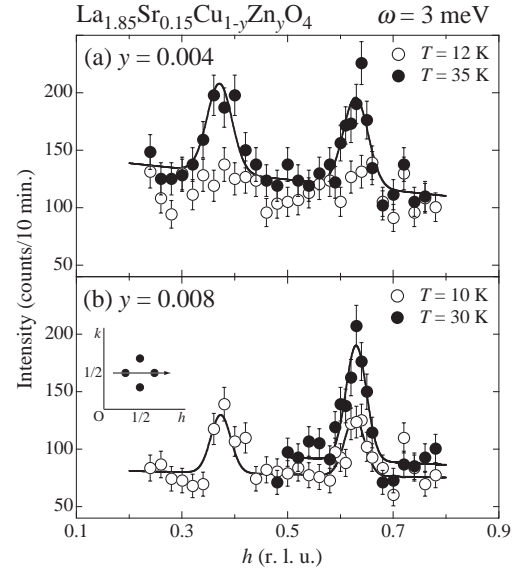 La1.85Sr0.15Cu1-yZnyO4 ω = 3 meV
(a) y = 0.004
T = 12 K
T = 35 K
200
150
100
50
(b) y = 0.008
T = 10 K
T = 30 K
k
1/2
O 1/2 h
200
150
100
50
0.1 0.3 0.5 0.7 0.9
h (r. l. u.)
Intensity (counts/10 min.)